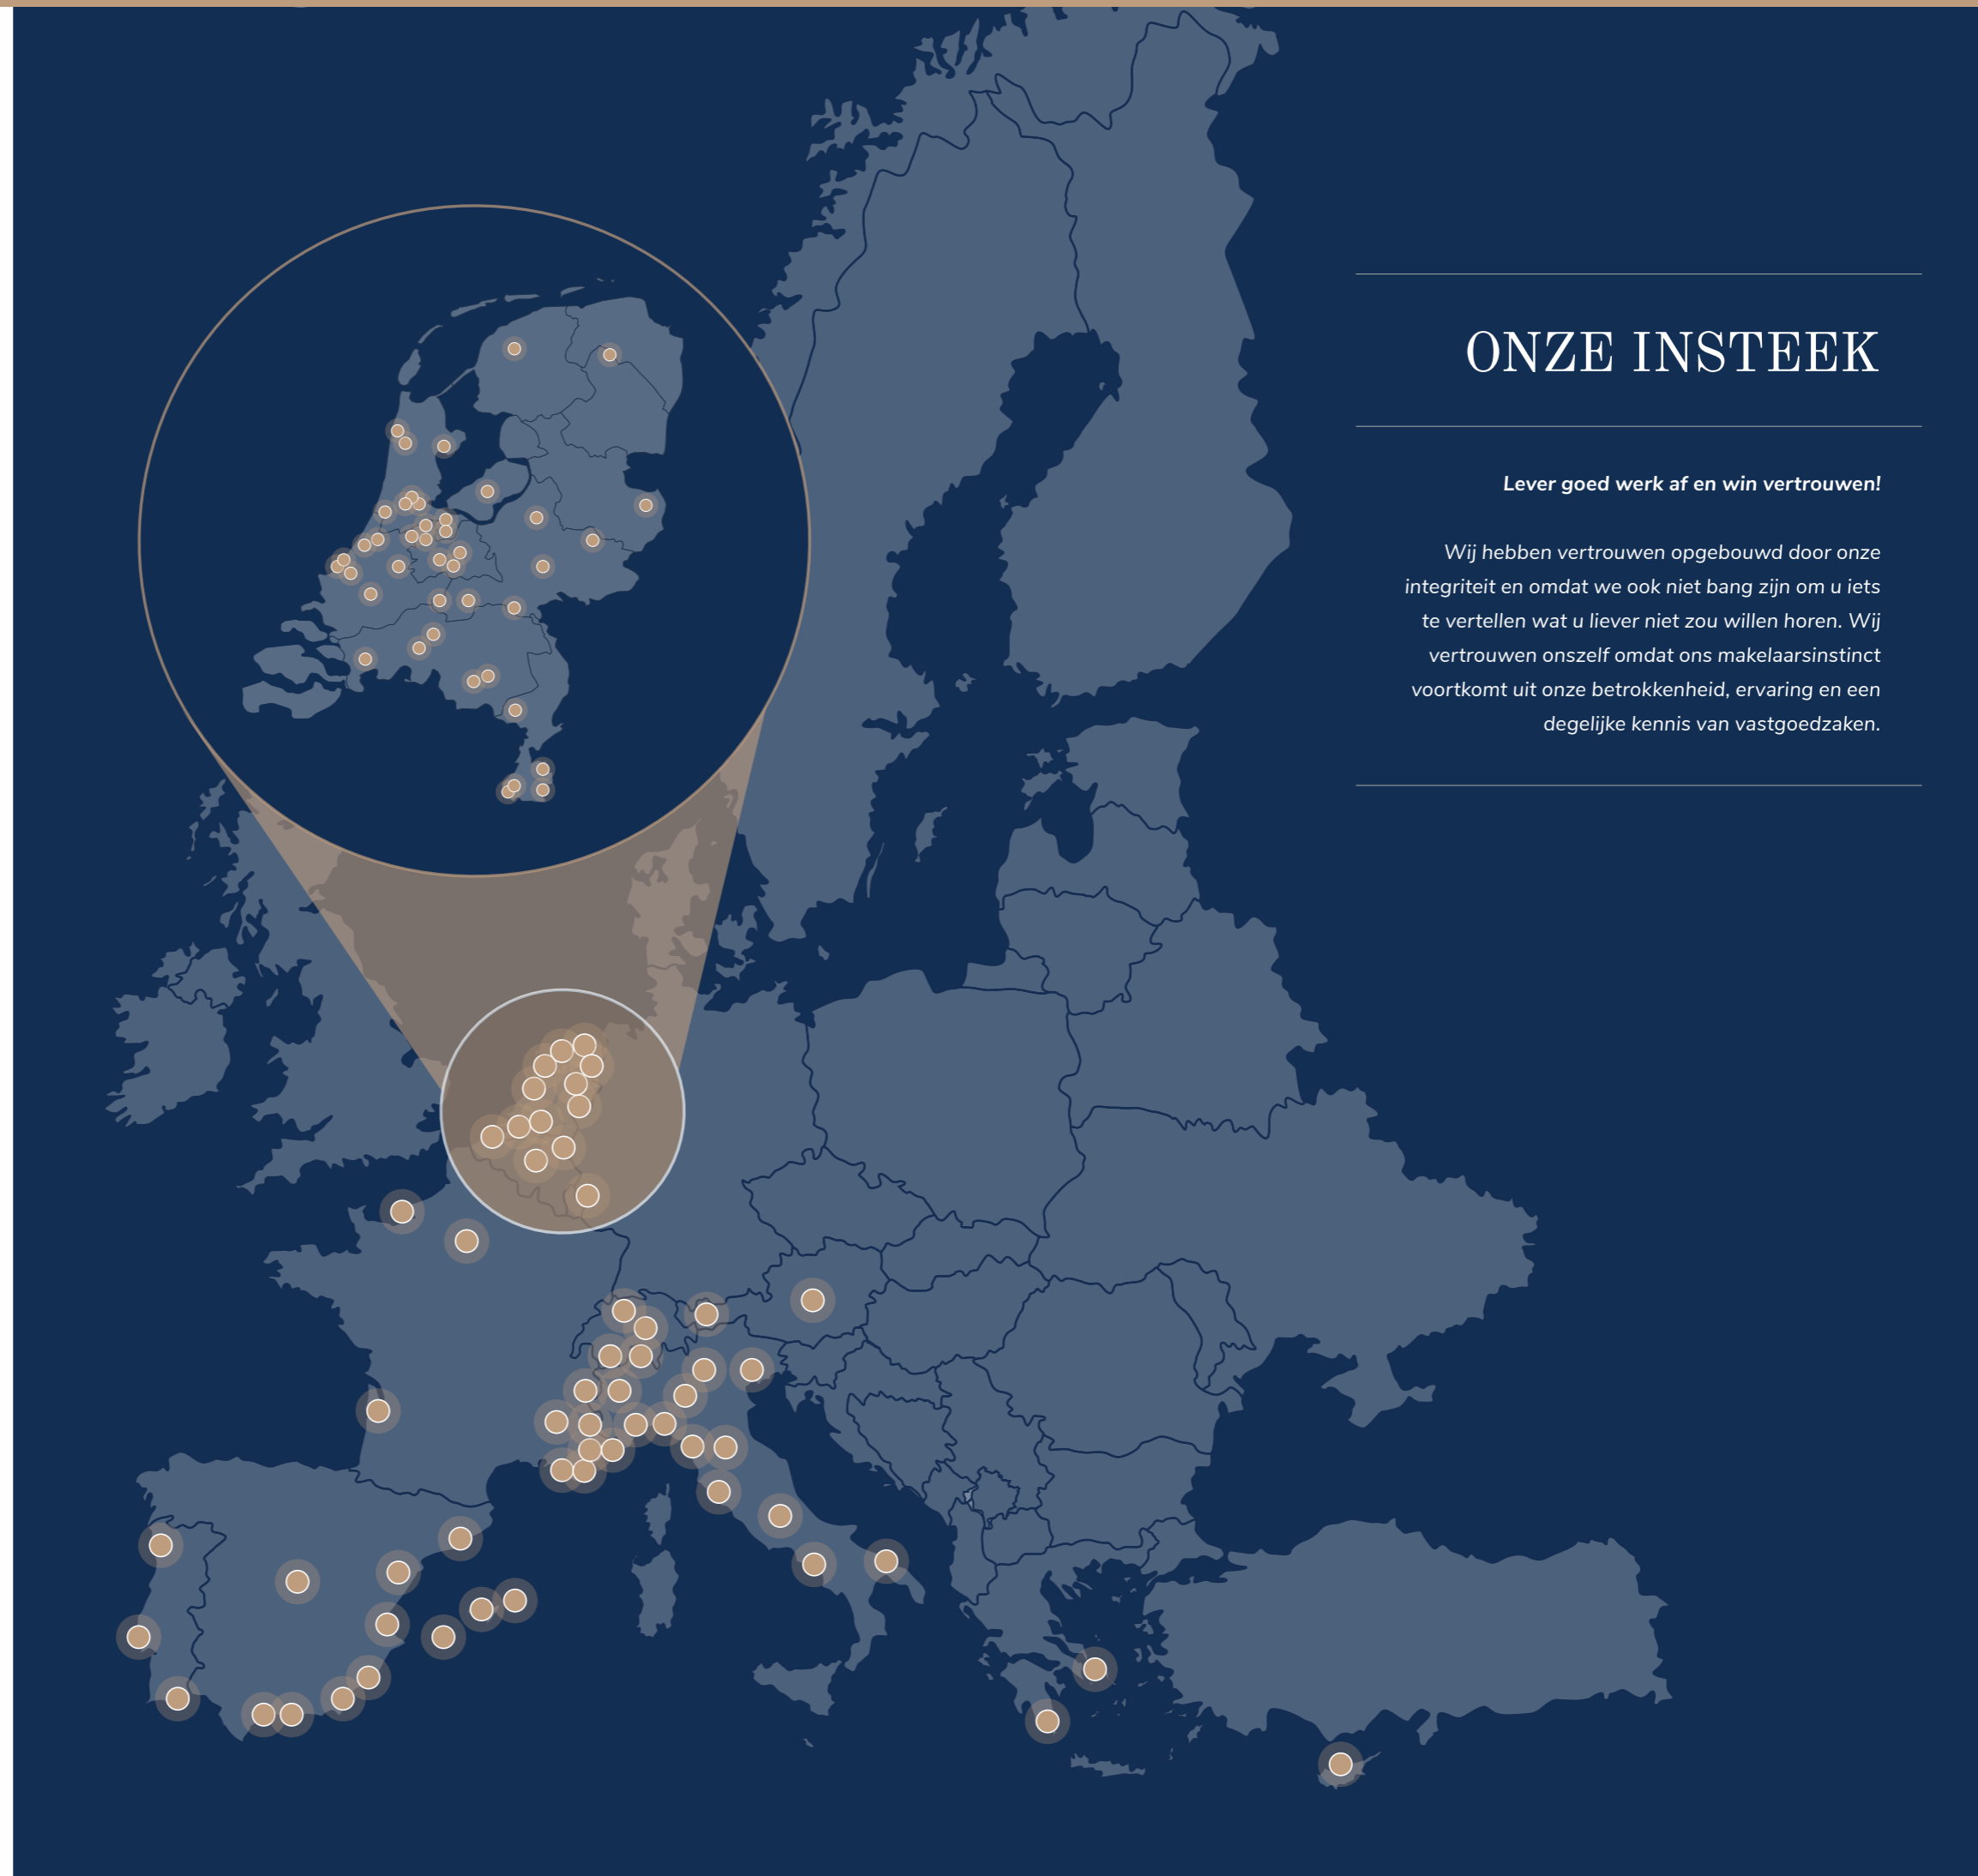 ONZE INSTEEK
Lever goed werk af en win vertrouwen!
Wij hebben vertrouwen opgebouwd door onze
integriteit en omdat we ook niet bang zijn om u iets
te vertellen wat u liever niet zou willen horen. Wij
vertrouwen onszelf omdat ons makelaarsinstinct
voortkomt uit onze betrokkenheid, ervaring en een
degelijke kennis van vastgoedzaken.